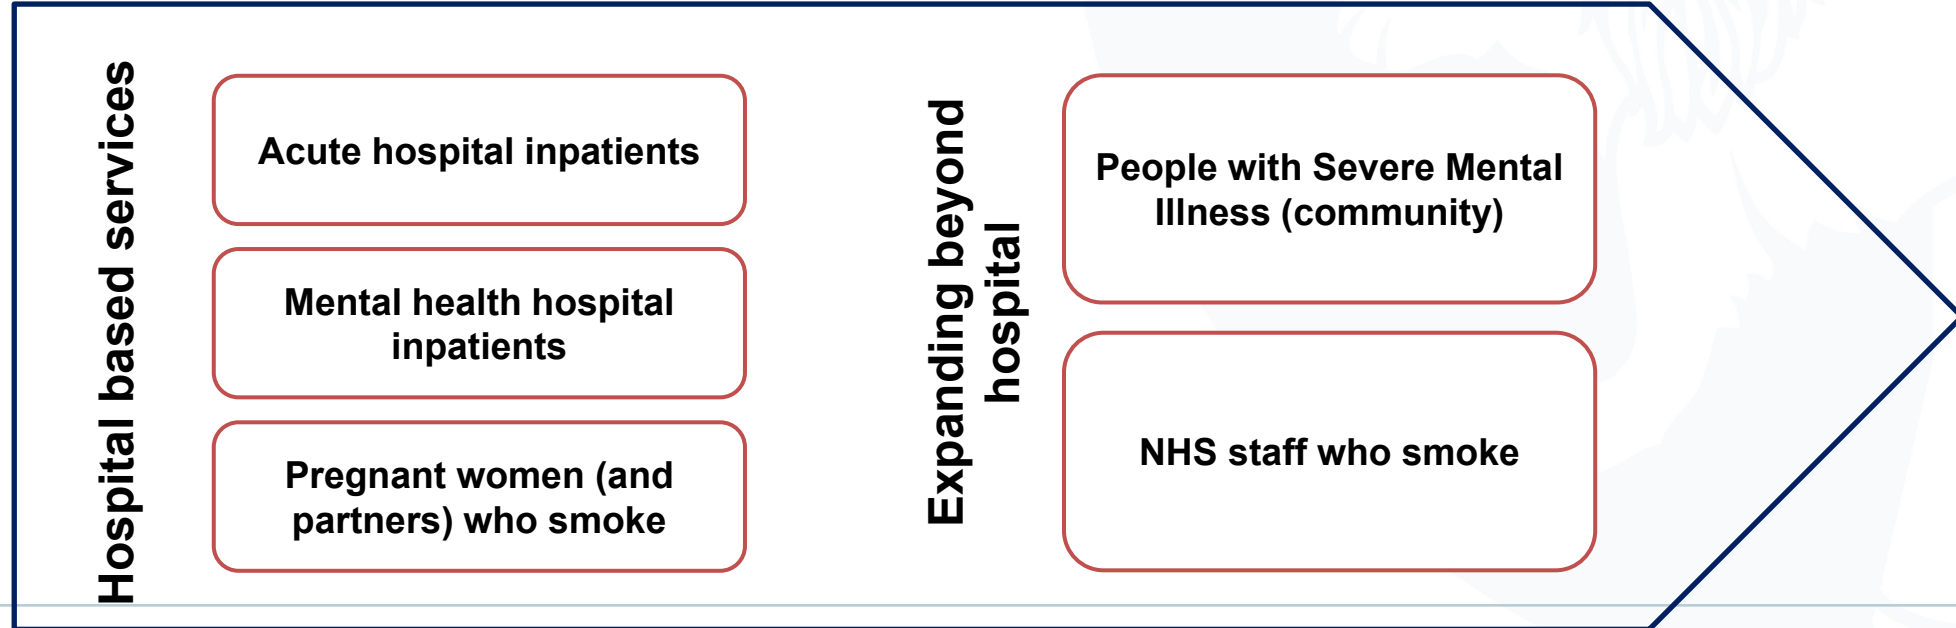 Hospital based services
Acute hospital inpatients
Mental health hospital
inpatients
Pregnant women (and
partners) who smoke
Expanding beyond
hospital
People with Severe Mental
Illness (community)
NHS staff who smoke